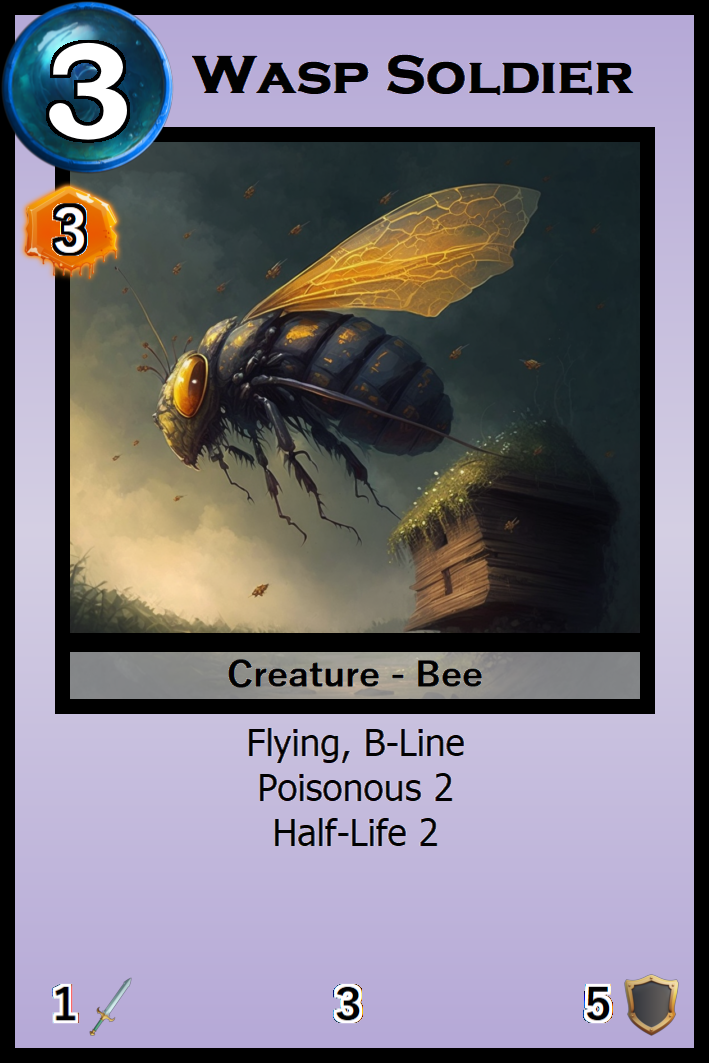 3
Wasp Soldier
3
Creature - Bee
Flying, B-Line
Poisonous 2
Half-Life 2
1 3 5